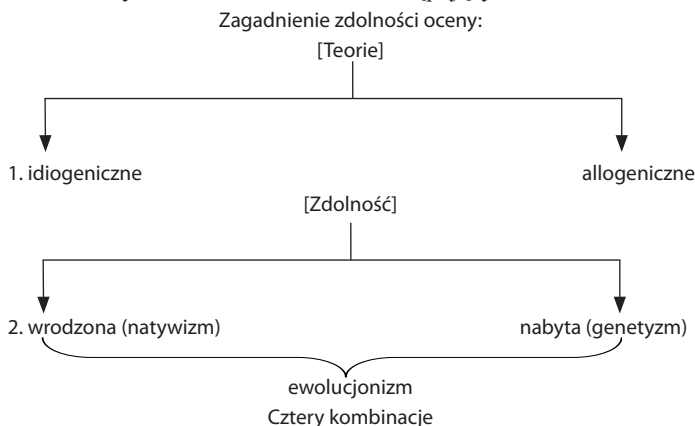 Zagadnienie zdolności oceny:
[Teorie]
1. idiogeniczne allogeniczne
[Zdolność]
2. wrodzona (natywizm) nabyta (genetyzm)
ewolucjonizm
Cztery kombinacje